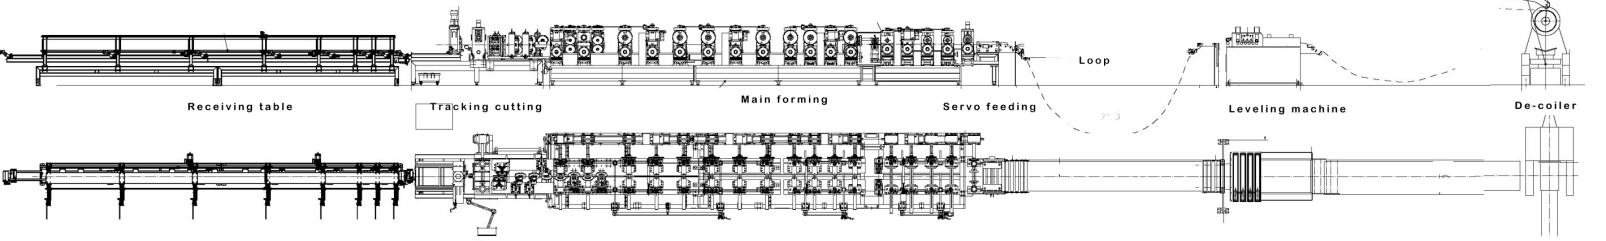 Loop
Receiving table
Tracking cutting
Main forming
Servo feeding
Leveling machine
De-coiler